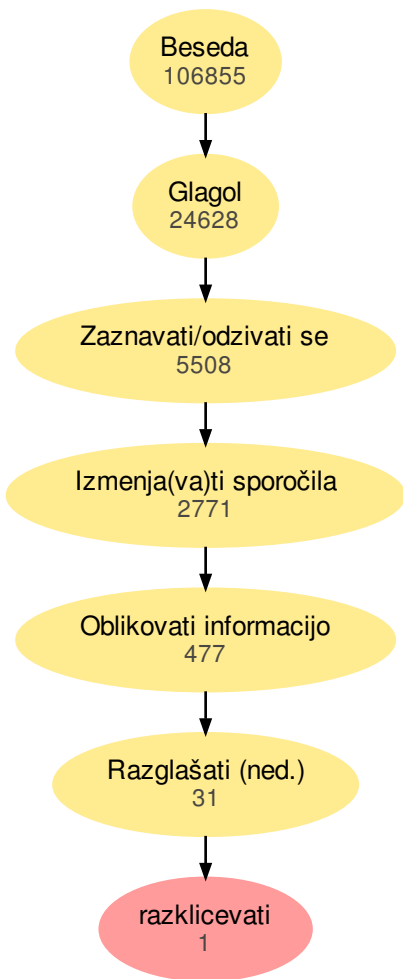 Beseda
106855
Glagol
24628
Zaznavati/odzivati se
5508
Izmenja(va)ti sporočila
2771
Oblikovati informacijo
477
Razglašati (ned.)
31
razklicevati
1